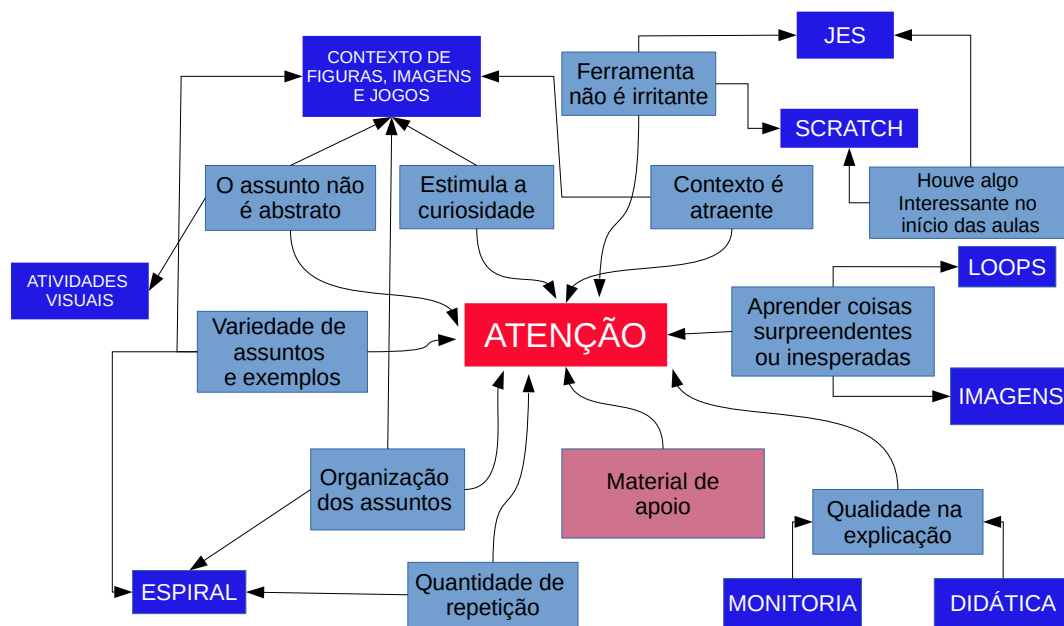 CONTEXTO DE
FIGURAS, IMAGENS
E JOGOS
JES
Ferramenta
não é irritante
SCRATCH
O assunto não
é abstrato
Estimula a
curiosidade
Contexto é
atraente
Houve algo
Interessante no
início das aulas
ATIVIDADES
VISUAIS
LOOPS
Variedade de
assuntos
e exemplos
ATENÇÃO
Aprender coisas
surpreendentes
ou inesperadas
IMAGENS
Organização
dos assuntos
Material de
apoio
Qualidade na
explicação
ESPIRAL
Quantidade de
repetição
MONITORIA
DIDÁTICA